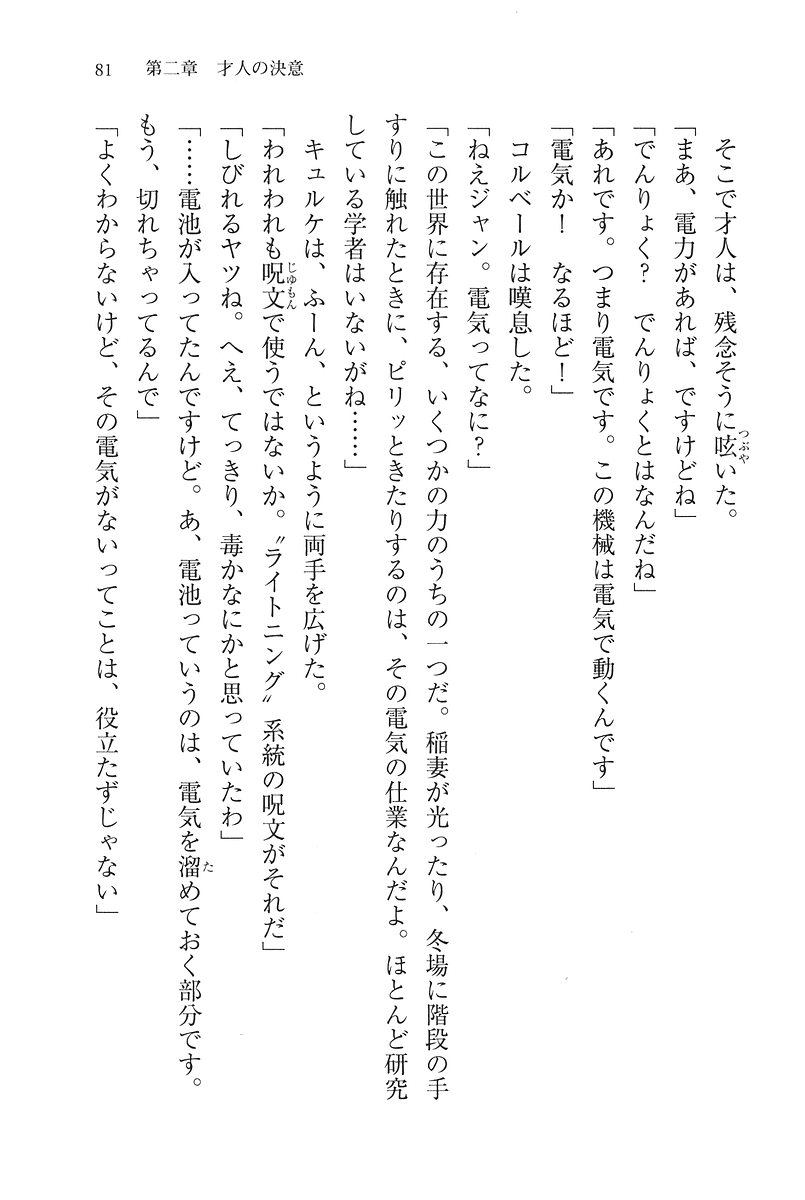 81　第二章　才人の決意
　そこで才人は、残念そうに呟いた。
「まあ、電力があれば、ですけどね」
「でんりょく？　でんりょくとはなんだね」
「あれです。つまり電気です。この機械は電気で動くんです」
「電気か！　なるほど！」
　コルベールは嘆息した。
「ねえジャン。電気ってなに？」
「この世界に存在する、いくつかの力のうちの一つだ。稲妻が光ったり、冬場に階段の手
すりに触れたときに、ピリッときたりするのは、その電気の仕業なんだよ。ほとんど研究
している学者はいないがね……」
　キュルケは、ふーん、というように両手を広げた。
「われわれも呪文で使うではないか。〝ライトニング〟系統の呪文がそれだ」
「しびれるヤツね。へえ、てっきり、毒かなにかと思っていたわ」
「……電池が入ってたんですけど。あ、電池っていうのは、電気を溜めておく部分です。
もう、切れちゃってるんで」
「よくわからないけど、その電気がないってことは、役立たずじゃない」
つぶや
じゅもん
た